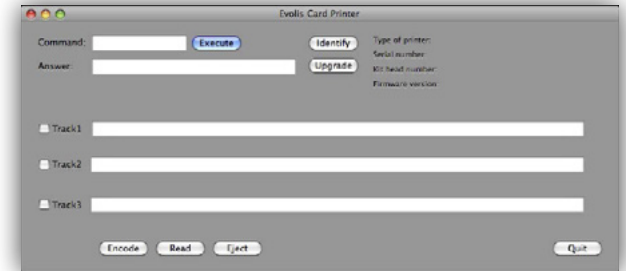 Evolis Card Printer
Command: Execute Identify Type of printer:
Serial number:
Answer: Upgrade Kit head number:
Firmware version:
Track1
Track2
Track3
Encode Read Eject Quit